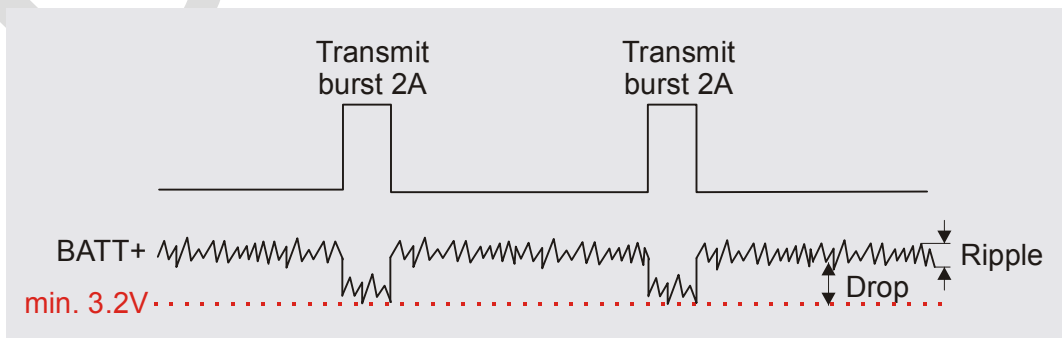 Transmit
burst 2A
Transmit
burst 2A
BATT+
Ripple
Drop
min. 3.2V